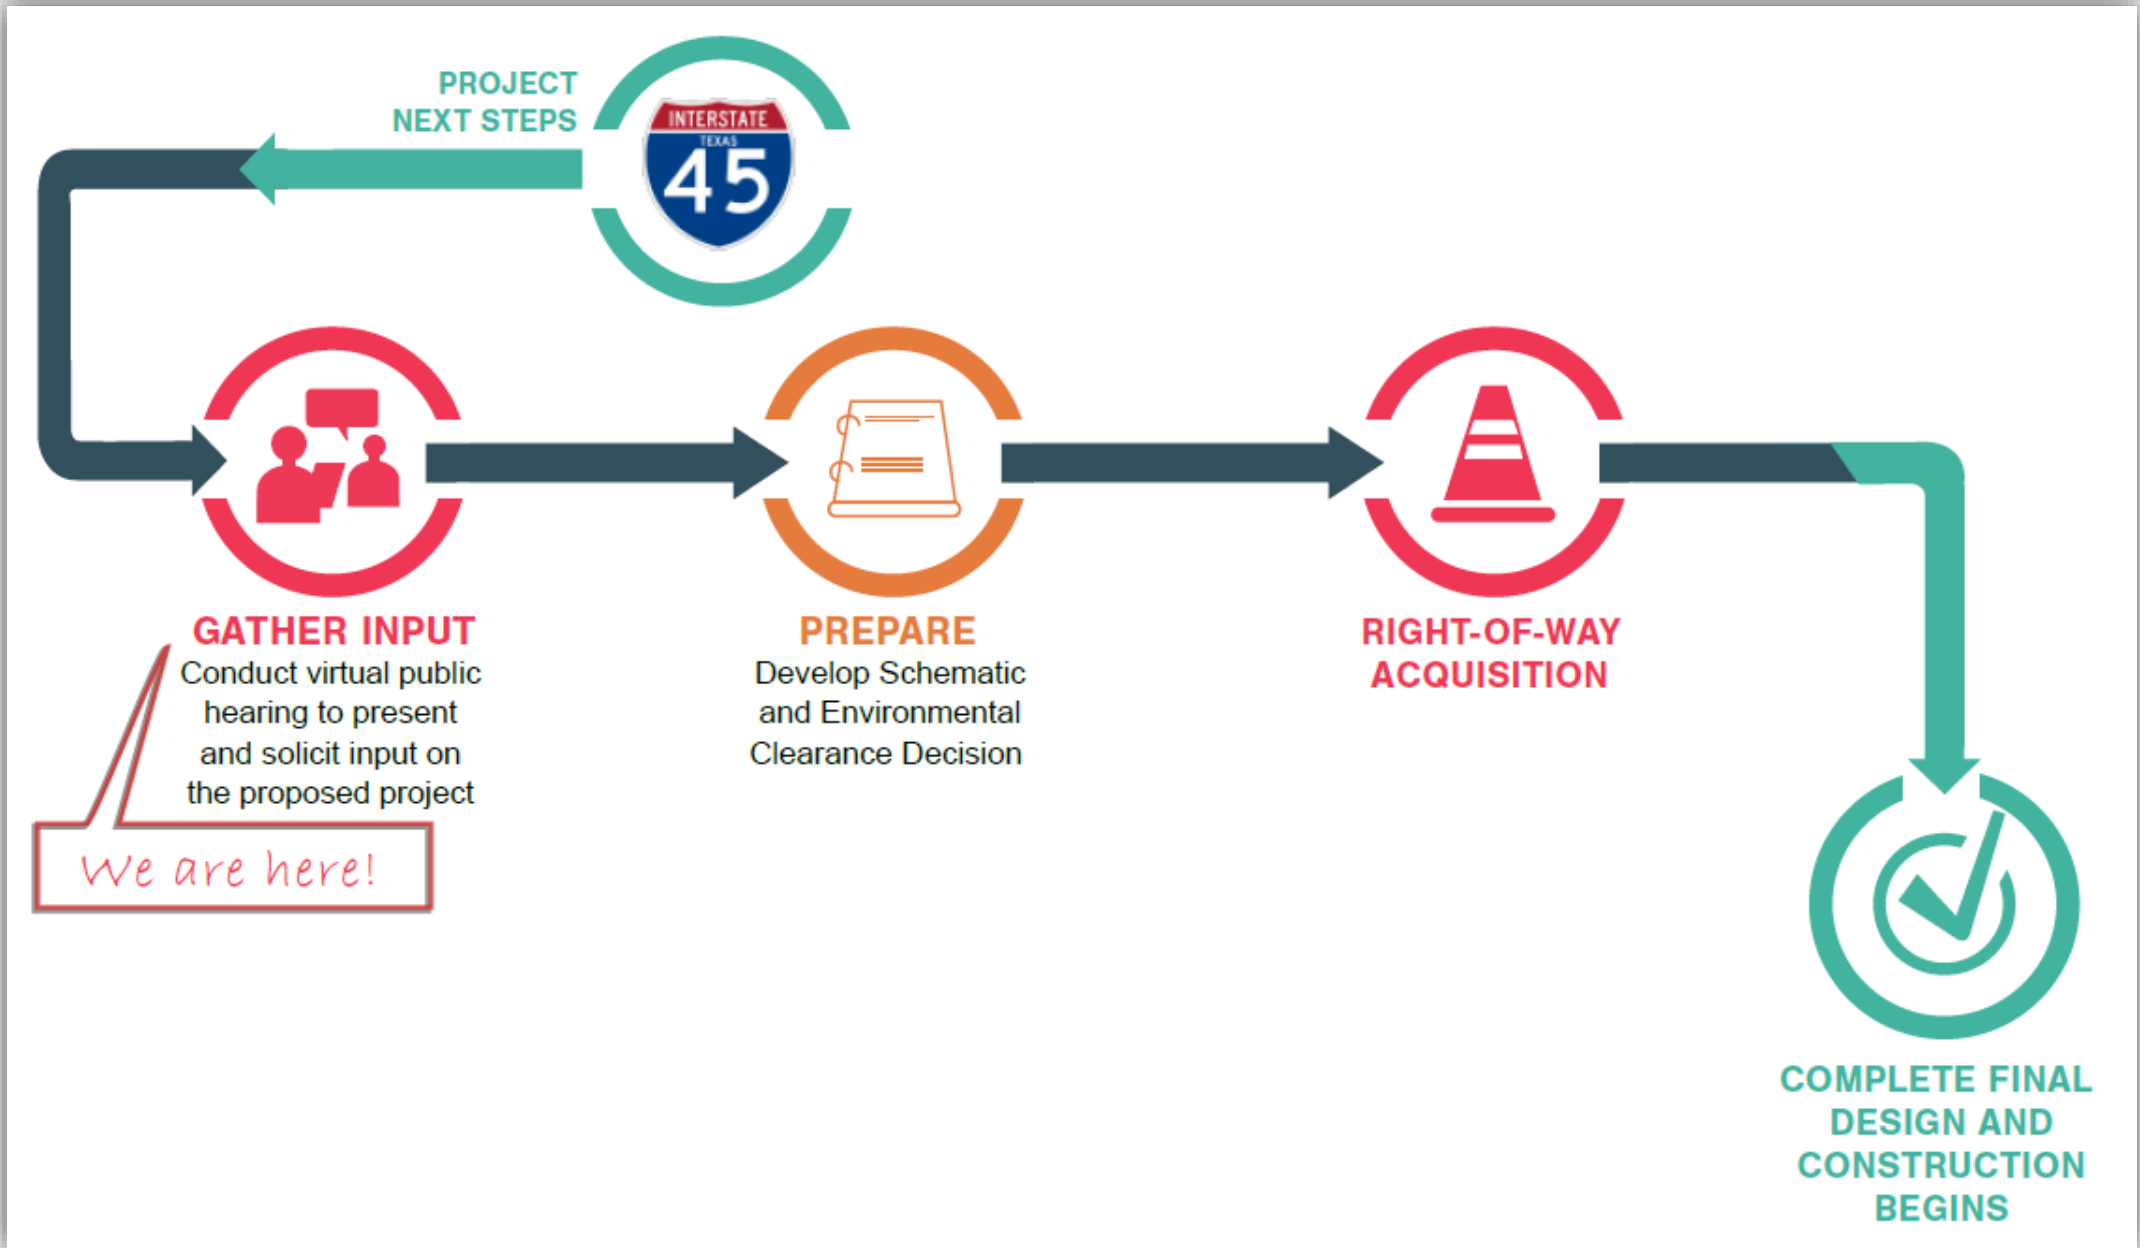 PROJECT
NEXT STEPS
INTERSTATE
TEXAS
45
GATHER INPUT
Conduct virtual public
hearing to present
and solicit input on
the proposed project
We are here!
PREPARE
Develop Schematic
and Environmental
Clearance Decision
RIGHT-OF-WAY
ACQUISITION
COMPLETE FINAL
DESIGN AND
CONSTRUCTION
BEGINS